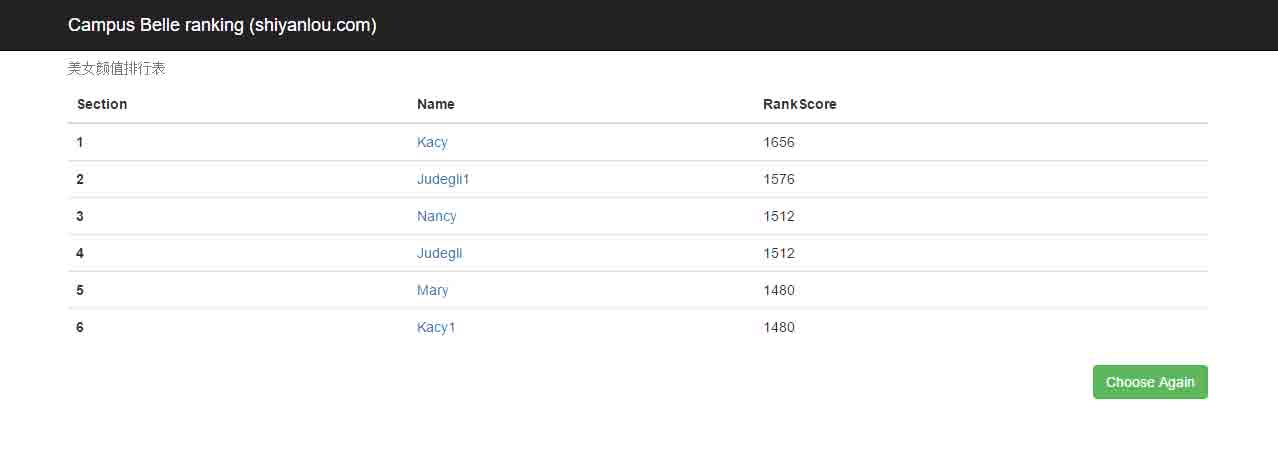 Campus Belle ranking (shiyanlou.com)
美女颜值排行表
Section Name RankScore
1 Kacy 1656
2 Judegli1 1576
3 Nancy 1512
4 Judegli 1512
5 Mary 1480
6 Kacy1 1480
Choose Again